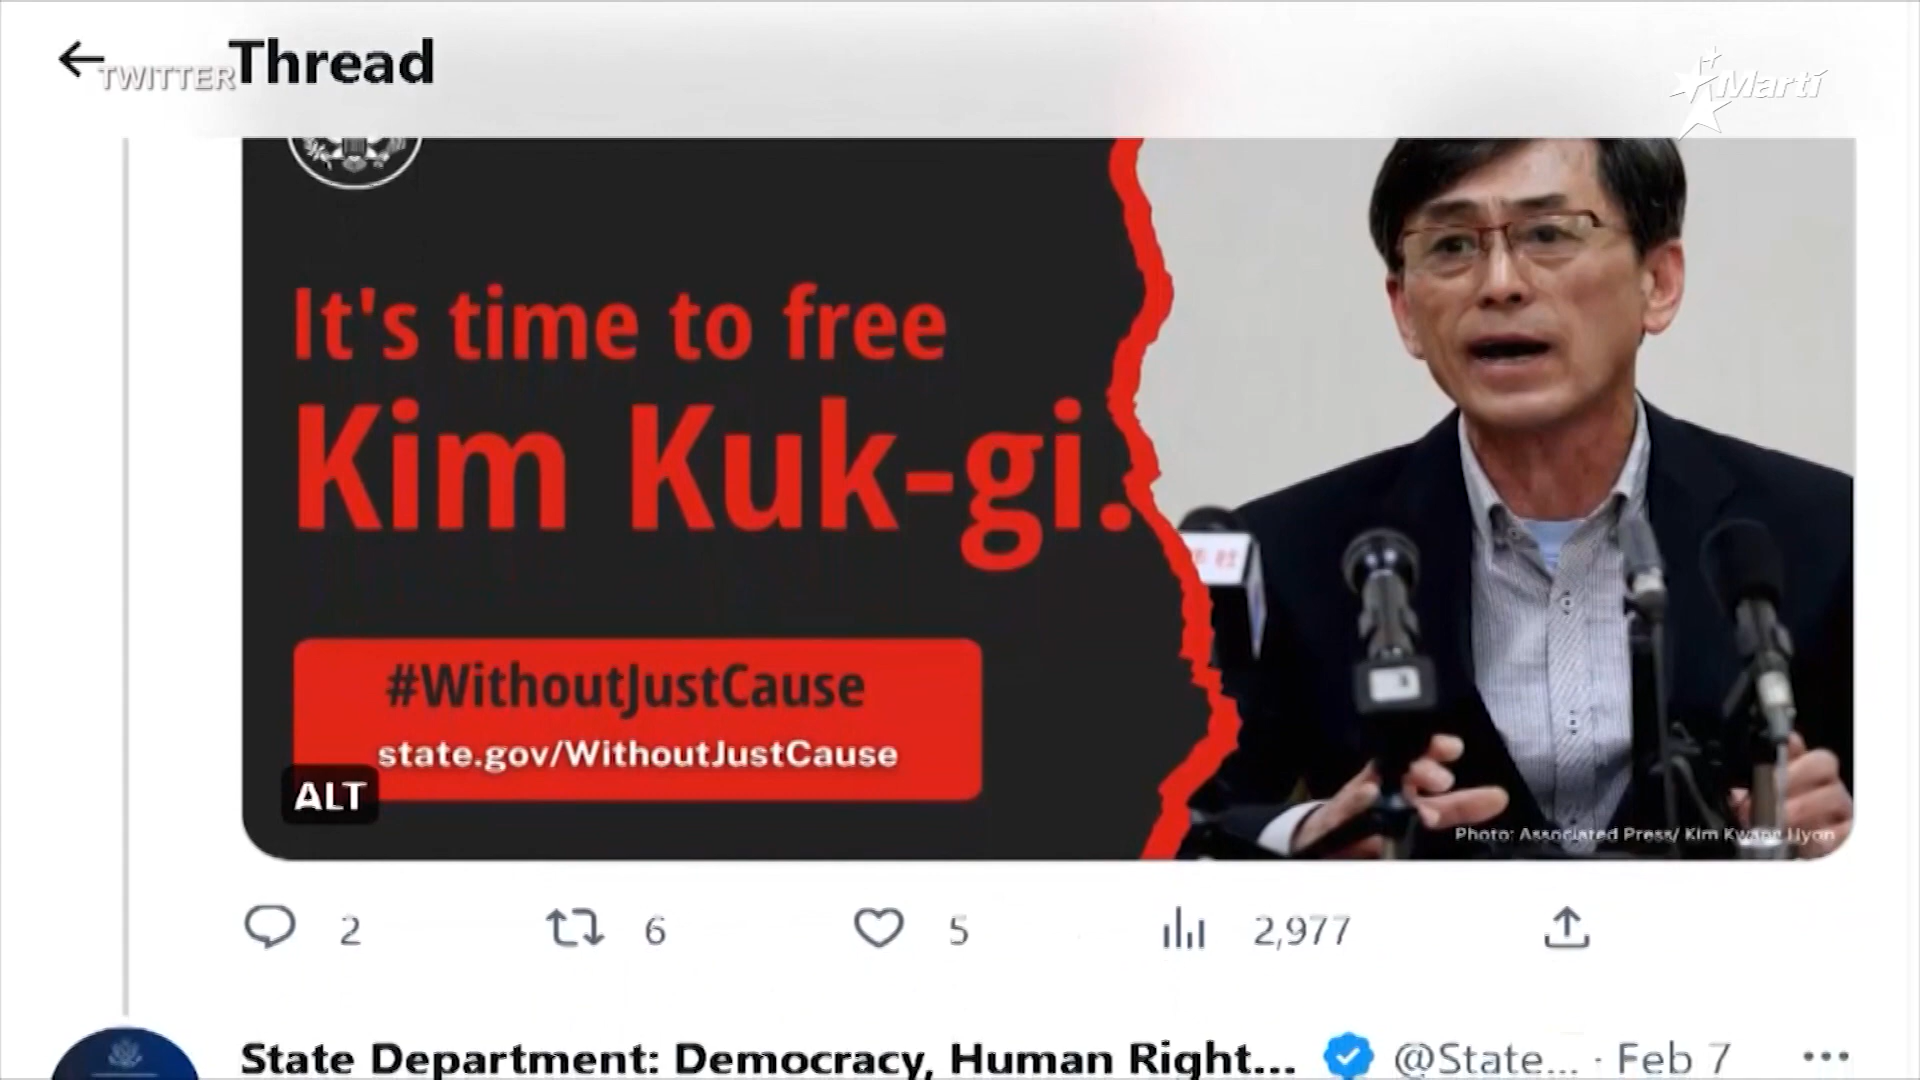 Thread
TWITTER
Martí
It's time to free
Kim Kuk-gi.
#WithoutJustCause
state.gov/WithoutJustCause
ALT
Photo: Associated Press/ Kim Kwang Hyon
2 6 5 2,977
State Department: Democracy, Human Right... @State... · Feb 7